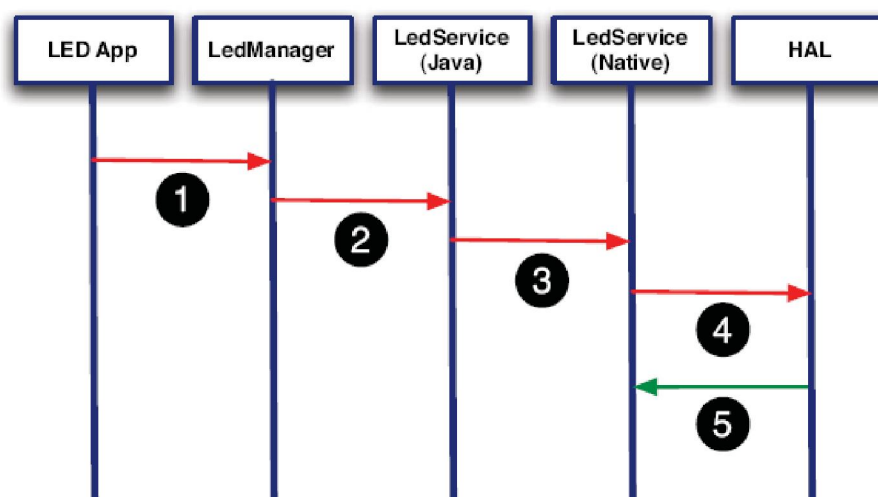 LED App
LedManager
LedService
(Java)
LedService
(Native)
HAL
1
2
3
4
5